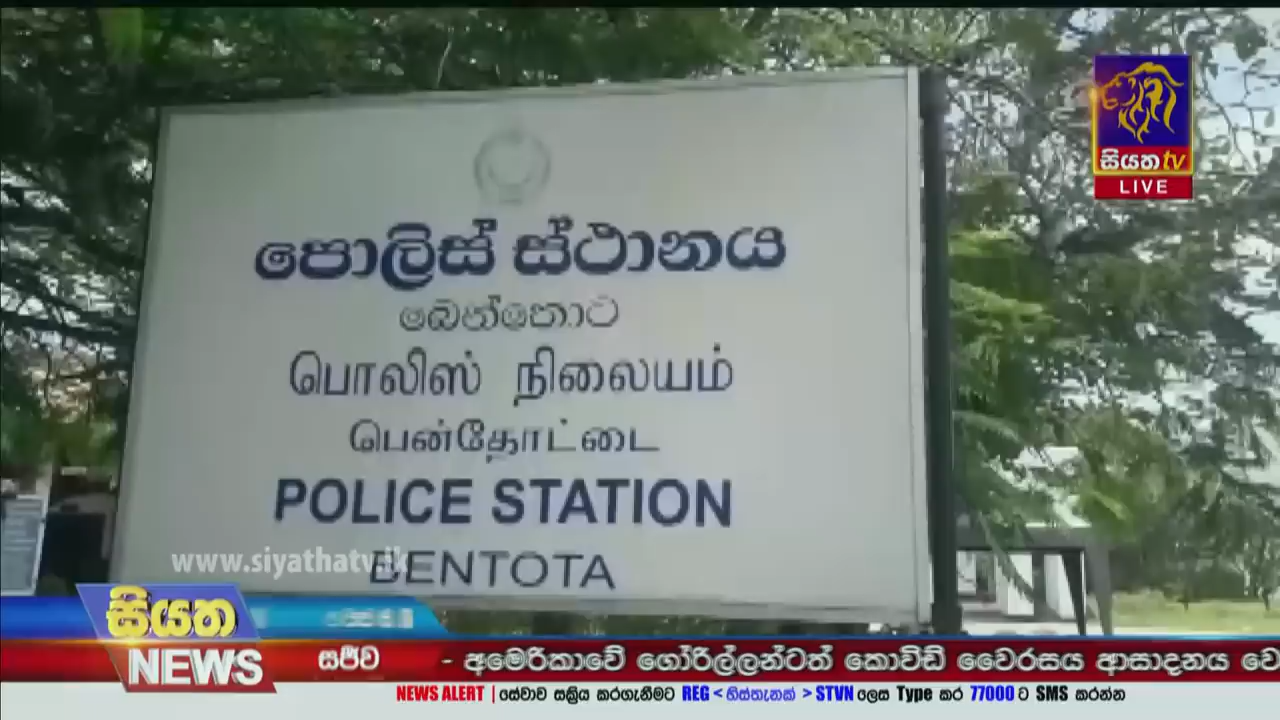 සියත tv
LIVE
පොලිස් ස්ථානය
බෙන්තොට
பொலிஸ் நிலையம்
பென்தோட்டை
POLICE STATION
BENTOTA
www.siyathatv.lk
සියත
NEWS
සජීව - අමෙරිකාවේ ගෝරිල්ලන්ටත් කොවිඩ් වෛරසය ආසාදනය වෙ
NEWS ALERT | සේවාව සක්‍රිය කරගැනීමට REG < හිස්තැනක් > STVN ලෙස Type කර 77000 ට SMS කරන්න